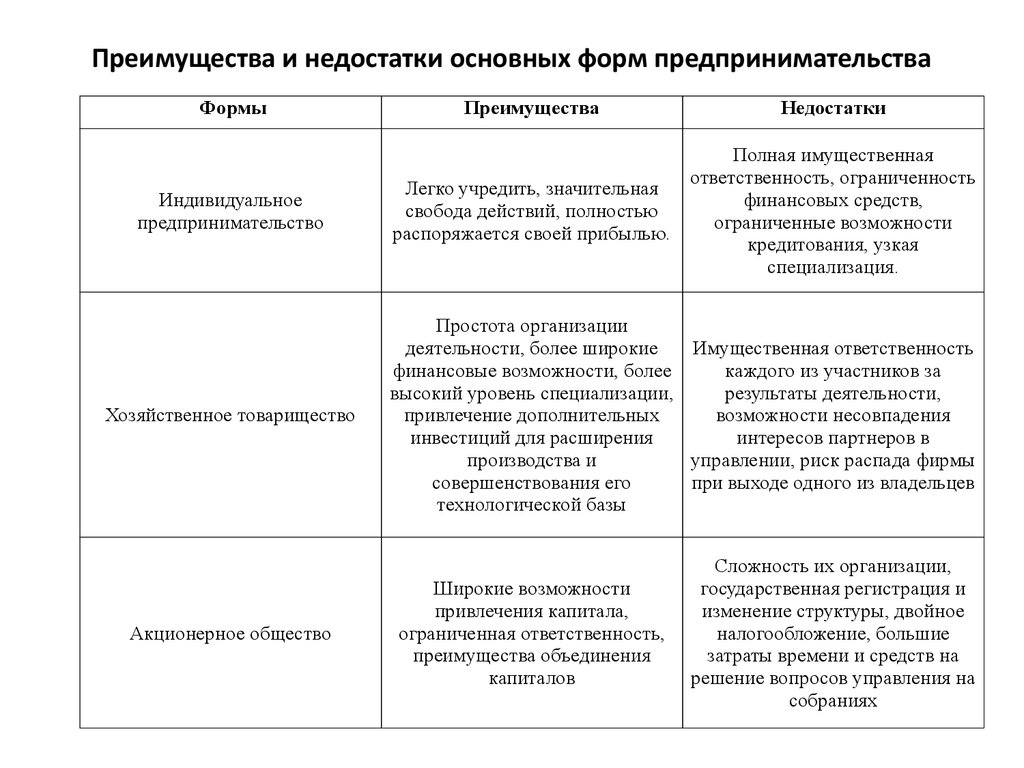 Преимущества и недостатки основных форм предпринимательства
Формы
Преимущества
Недостатки
Индивидуальное
предпринимательство
Легко учредить, значительная
свобода действий, полностью
распоряжается своей прибылью.
Полная имущественная
ответственность, ограниченность
финансовых средств,
ограниченные возможности
кредитования, узкая
специализация.
Хозяйственное товарищество
Простота организации
деятельности, более широкие
финансовые возможности, более
высокий уровень специализации,
привлечение дополнительных
инвестиций для расширения
производства и
совершенствования его
технологической базы
Имущественная ответственность
каждого из участников за
результаты деятельности,
возможности несовпадения
интересов партнеров в
управлении, риск распада фирмы
при выходе одного из владельцев
Акционерное общество
Широкие возможности
привлечения капитала,
ограниченная ответственность,
преимущества объединения
капиталов
Сложность их организации,
государственная регистрация и
изменение структуры, двойное
налогообложение, большие
затраты времени и средств на
решение вопросов управления на
собраниях